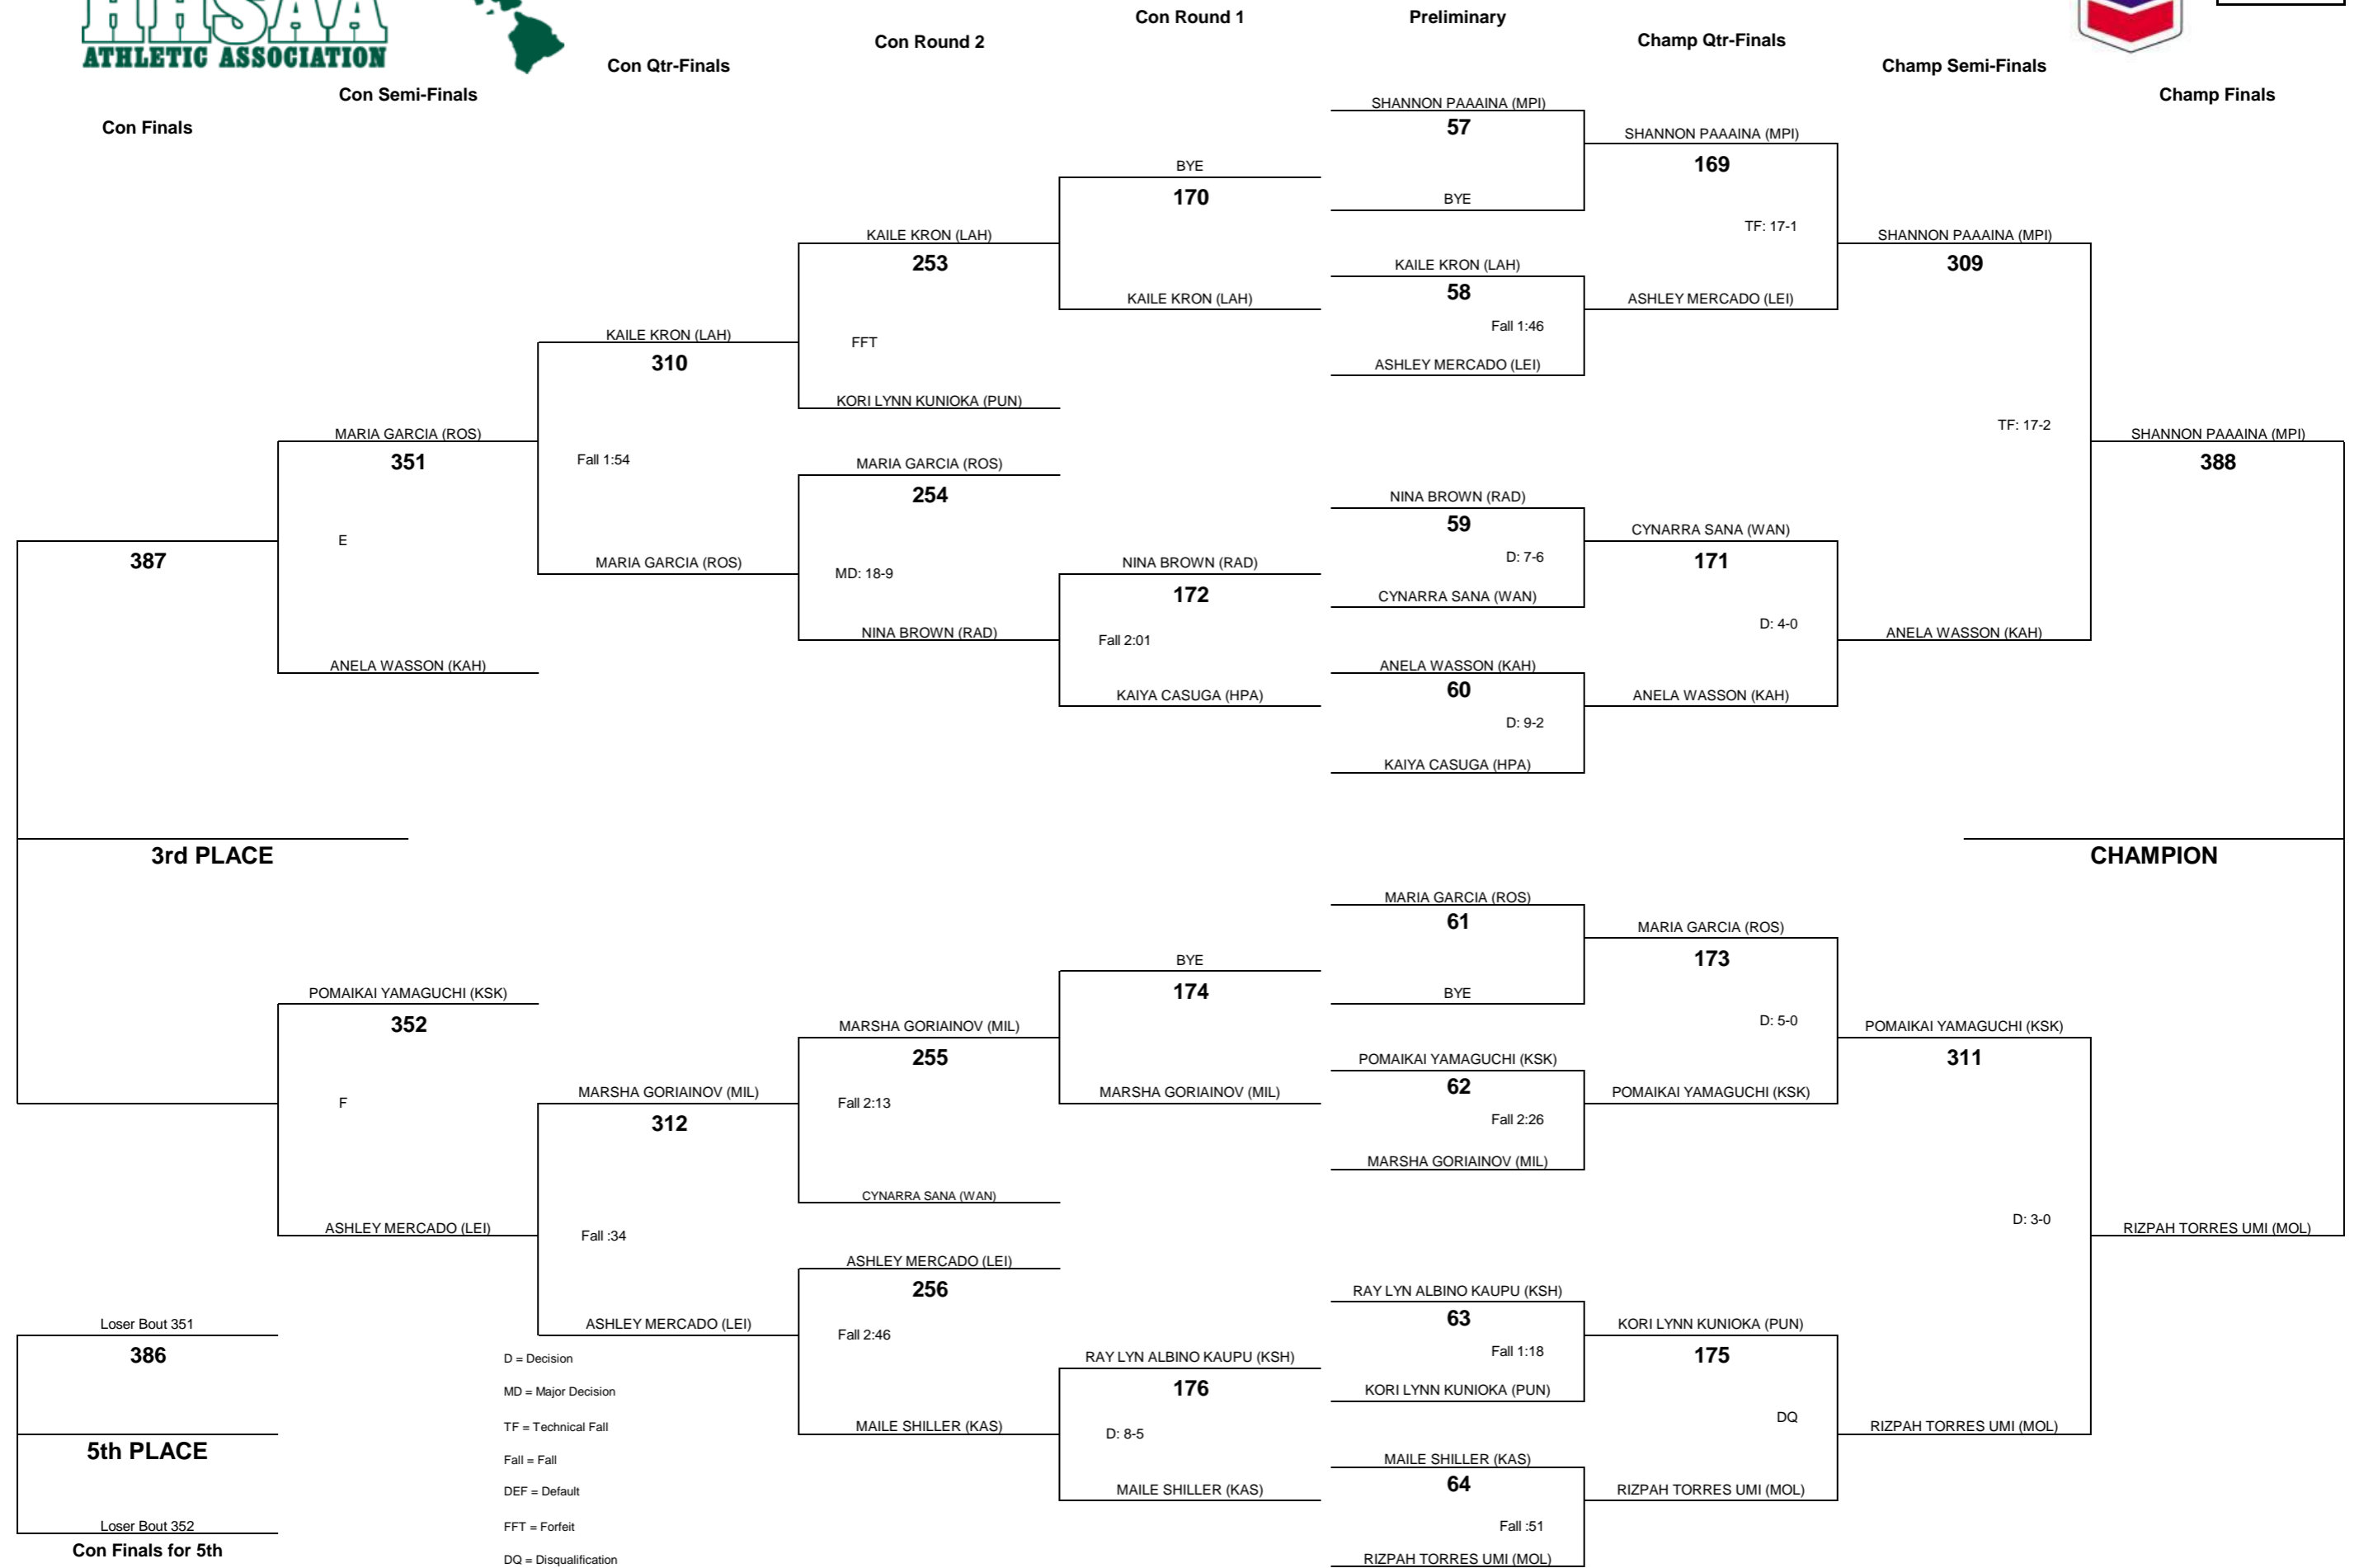 HHSAA
ATHLETIC ASSOCIATION
Con Round 1
Preliminary
Con Round 2
Champ Qtr-Finals
Con Qtr-Finals
Champ Semi-Finals
Con Semi-Finals
Champ Finals
Con Finals
SHANNON PAAAINA (MPI)
57
BYE
SHANNON PAAAINA (MPI)
169
TF: 17-1
KAILE KRON (LAH)
58
Fall 1:46
ASHLEY MERCADO (LEI)
ASHLEY MERCADO (LEI)
SHANNON PAAAINA (MPI)
309
TF: 17-2
BYE
170
KAILE KRON (LAH)
KAILE KRON (LAH)
253
FFT
KORI LYNN KUNIOKA (PUN)
KAILE KRON (LAH)
310
Fall 1:54
MARIA GARCIA (ROS)
MARIA GARCIA (ROS)
351
E
ANELA WASSON (KAH)
MARIA GARCIA (ROS)
254
MD: 18-9
NINA BROWN (RAD)
NINA BROWN (RAD)
172
Fall 2:01
KAIYA CASUGA (HPA)
NINA BROWN (RAD)
59
D: 7-6
CYNARRA SANA (WAN)
CYNARRA SANA (WAN)
171
D: 4-0
ANELA WASSON (KAH)
60
D: 9-2
KAIYA CASUGA (HPA)
ANELA WASSON (KAH)
ANELA WASSON (KAH)
SHANNON PAAAINA (MPI)
388
387
3rd PLACE
CHAMPION
MARIA GARCIA (ROS)
61
BYE
MARIA GARCIA (ROS)
173
D: 5-0
POMAIKAI YAMAGUCHI (KSK)
62
Fall 2:26
MARSHA GORIAINOV (MIL)
POMAIKAI YAMAGUCHI (KSK)
POMAIKAI YAMAGUCHI (KSK)
311
D: 3-0
BYE
174
MARSHA GORIAINOV (MIL)
MARSHA GORIAINOV (MIL)
255
Fall 2:13
CYNARRA SANA (WAN)
POMAIKAI YAMAGUCHI (KSK)
352
F
ASHLEY MERCADO (LEI)
MARSHA GORIAINOV (MIL)
312
Fall :34
ASHLEY MERCADO (LEI)
ASHLEY MERCADO (LEI)
256
Fall 2:46
MAILE SHILLER (KAS)
RAY LYN ALBINO KAUPU (KSH)
176
D: 8-5
MAILE SHILLER (KAS)
RAY LYN ALBINO KAUPU (KSH)
63
Fall 1:18
KORI LYNN KUNIOKA (PUN)
KORI LYNN KUNIOKA (PUN)
175
DQ
MAILE SHILLER (KAS)
64
Fall :51
RIZPAH TORRES UMI (MOL)
RIZPAH TORRES UMI (MOL)
RIZPAH TORRES UMI (MOL)
RIZPAH TORRES UMI (MOL)
Loser Bout 351
386
5th PLACE
Loser Bout 352
Con Finals for 5th
D = Decision
MD = Major Decision
TF = Technical Fall
Fall = Fall
DEF = Default
FFT = Forfeit
DQ = Disqualification